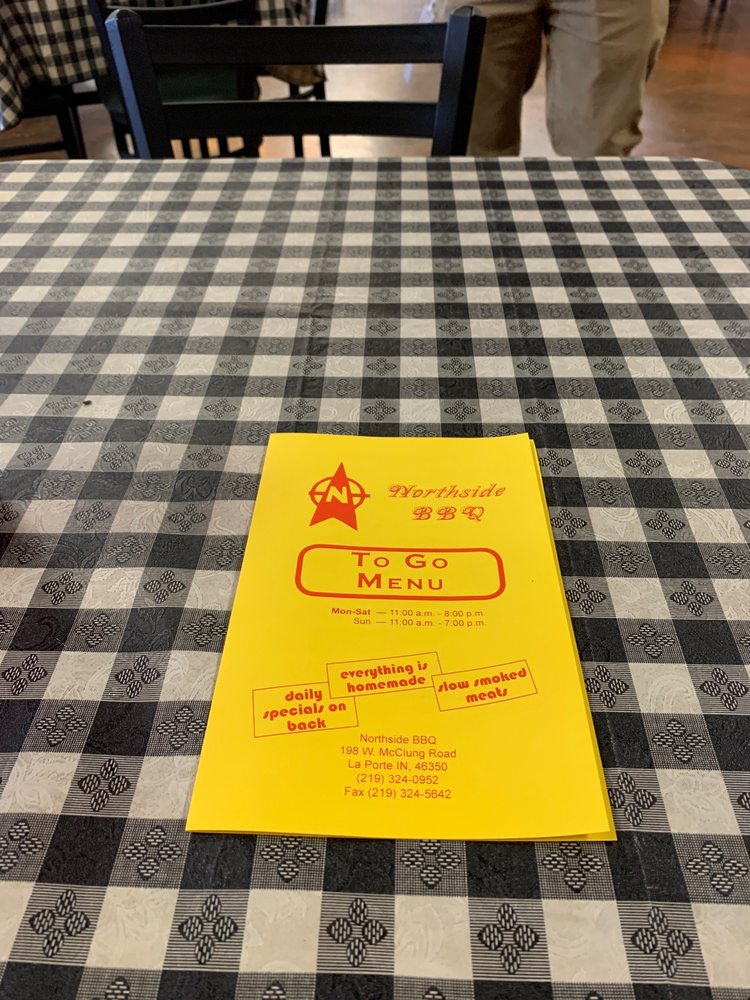 N
Northside
BBQ
To Go
Menu
Mon-Sat — 11:00 a.m. - 8:00 p.m.
Sun — 11:00 a.m. - 7:00 p.m.
daily
specials on
back
everything is
homemade
slow smoked
meats
Northside BBQ
198 W. McClung Road
La Porte IN, 46350
(219) 324-0952
Fax (219) 324-5642